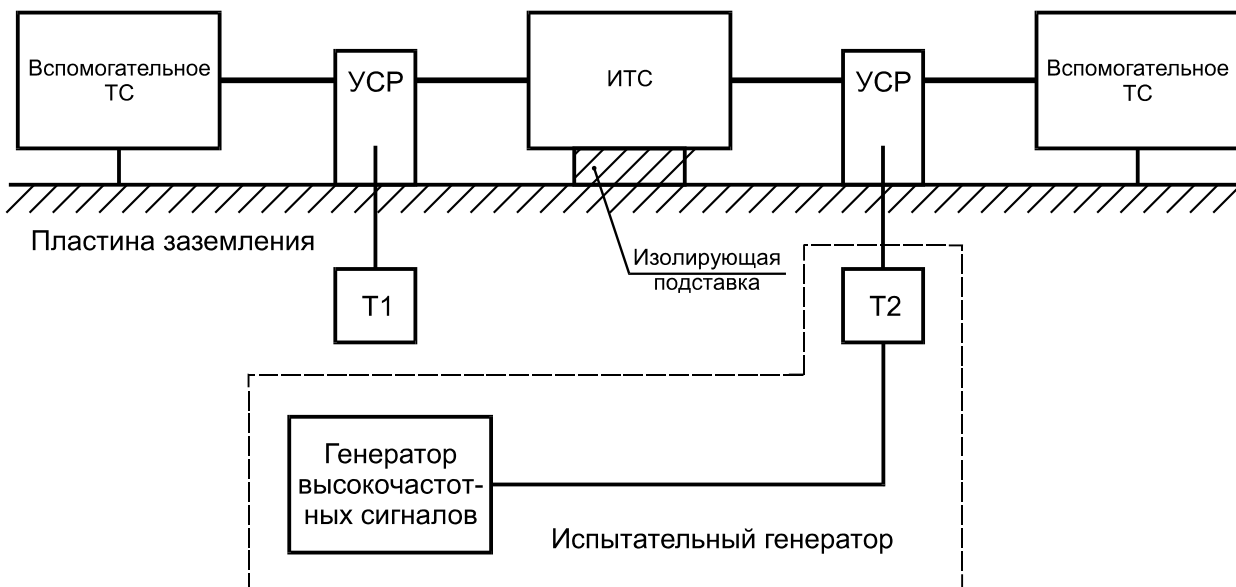 Вспомогательное
ТС
УСР
ИТС
УСР
Вспомогательное
ТС
Пластина заземления
Изолирующая
подставка
Т1
Т2
Генератор
высокочастот-
ных сигналов
Испытательный генератор